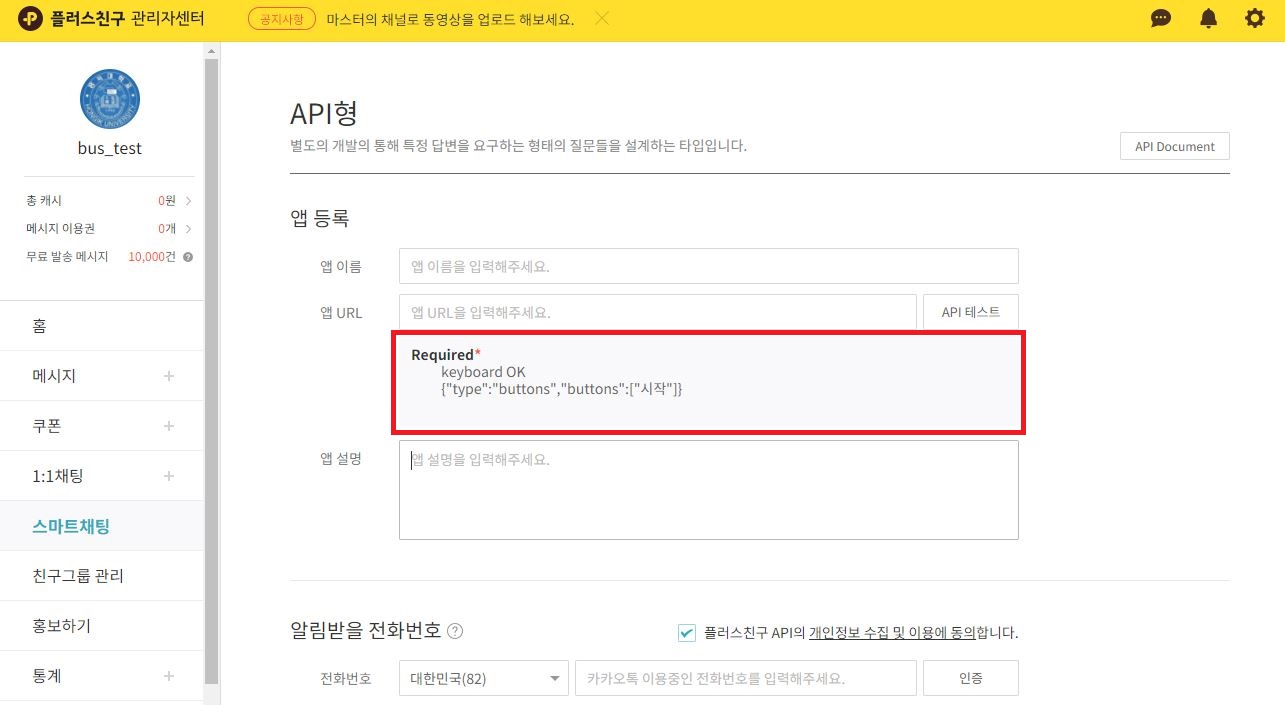 플러스친구 관리자센터
공지사항 마스터의 채널로 동영상을 업로드 해보세요.
bus_test
총 캐시 0원
메시지 이용권 0개
무료 발송 메시지 10,000건 ?
홈
메시지 +
쿠폰 +
1:1채팅 +
스마트채팅
친구그룹 관리
홍보하기
통계 +
API형
별도의 개발의 통해 특정 답변을 요구하는 형태의 질문들을 설계하는 타입입니다.
API Document
앱 등록
앱 이름 앱 이름을 입력해주세요.
앱 URL 앱 URL을 입력해주세요. API 테스트
Required*
keyboard OK
{"type":"buttons","buttons":["시작"]}
앱 설명 앱 설명을 입력해주세요.
알림받을 전화번호 ? 플러스친구 API의 개인정보 수집 및 이용에 동의합니다.
전화번호 대한민국(82) 카카오톡 이용중인 전화번호를 입력해주세요. 인증